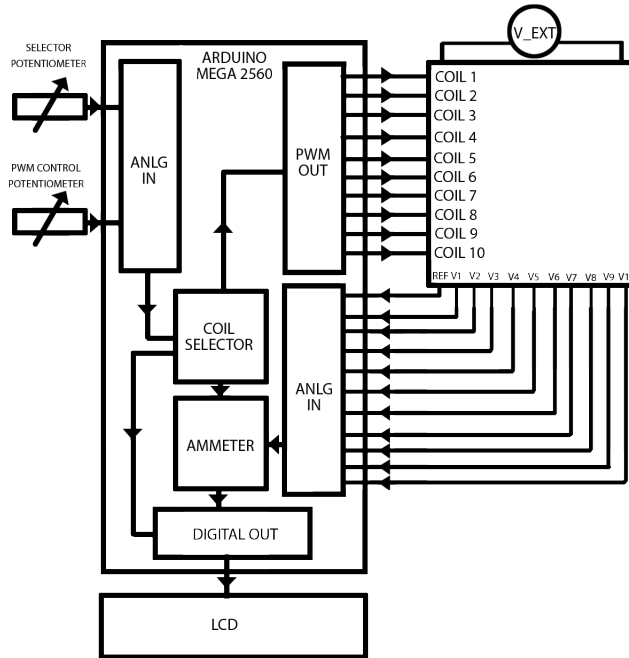 V_EXT
SELECTOR
POTENTIOMETER
ARDUINO
MEGA 2560
COIL 1
COIL 2
COIL 3
COIL 4
COIL 5
COIL 6
COIL 7
COIL 8
COIL 9
COIL 10
PWM
OUT
ANLG
IN
PWM CONTROL
POTENTIOMETER
REF V1 V2 V3 V4 V5 V6 V7 V8 V9 V1
COIL
SELECTOR
ANLG
IN
AMMETER
DIGITAL OUT
LCD